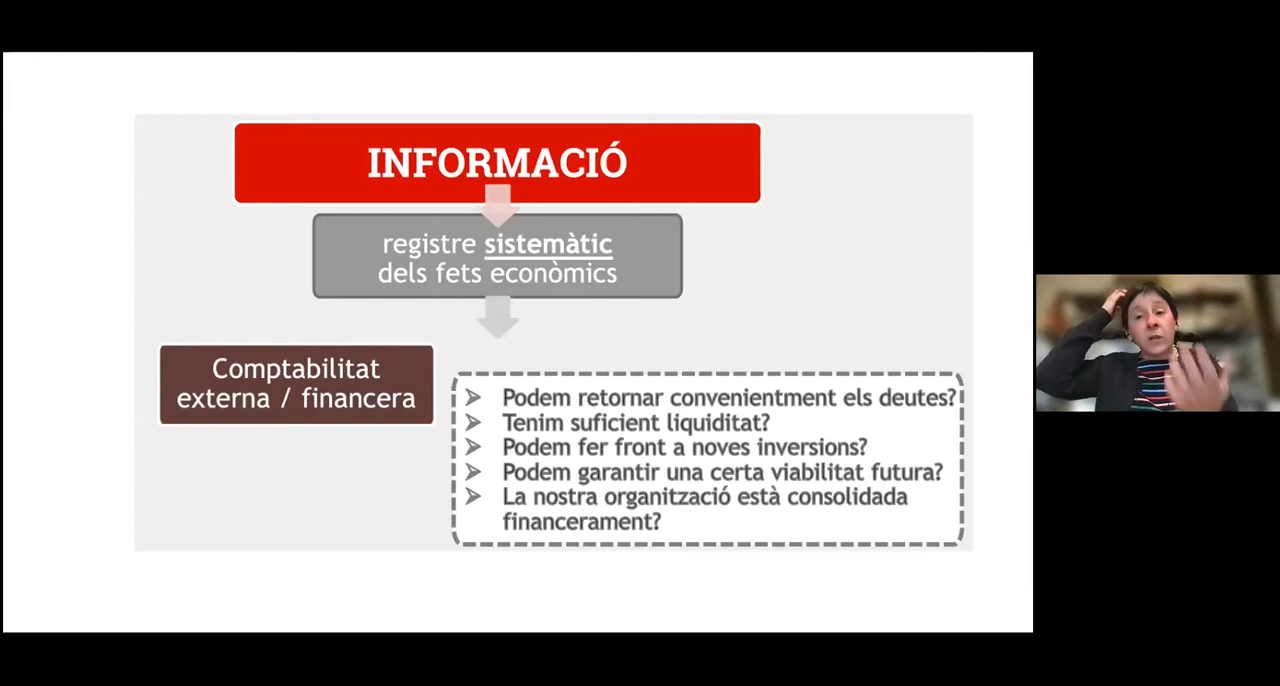 INFORMACIÓ
registre sistemàtic
dels fets econòmics
Comptabilitat
externa / financera
➢ Podem retornar convenientment els deutes?
➢ Tenim suficient liquiditat?
➢ Podem fer front a noves inversions?
➢ Podem garantir una certa viabilitat futura?
➢ La nostra organització està consolidada
financerament?